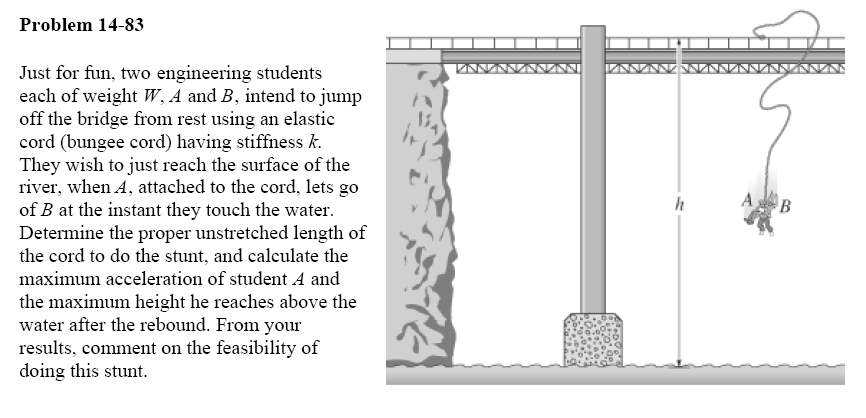 Problem 14-83
Just for fun, two engineering students
each of weight W, A and B, intend to jump
off the bridge from rest using an elastic
cord (bungee cord) having stiffness k.
They wish to just reach the surface of the
river, when A, attached to the cord, lets go
of B at the instant they touch the water.
Determine the proper unstretched length of
the cord to do the stunt, and calculate the
maximum acceleration of student A and
the maximum height he reaches above the
water after the rebound. From your
results, comment on the feasibility of
doing this stunt.
h
A
B